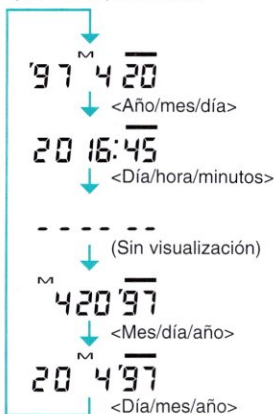 M
'97 4 20
<Año/mes/día>
20 16:45
<Día/hora/minutos>
-- -- --
(Sin visualización)
M
4 20 '97
<Mes/día/año>
M
20 4 '97
<Día/mes/año>